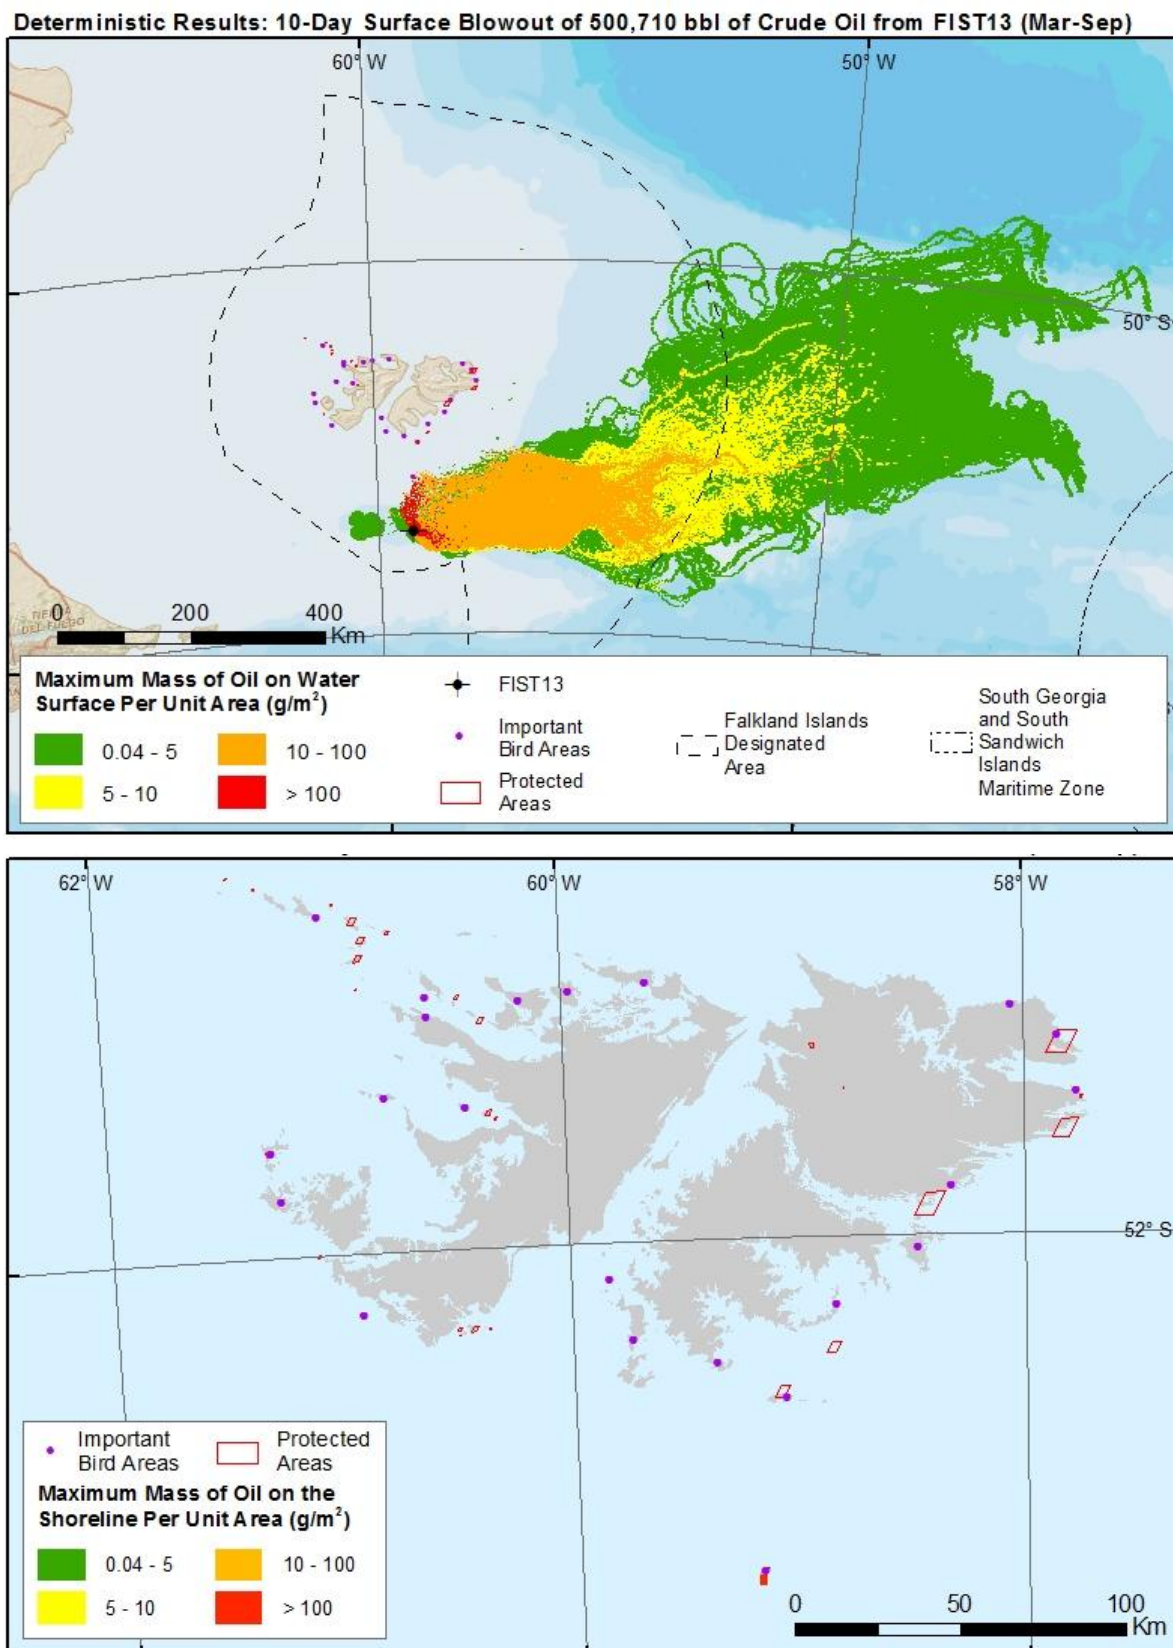 Deterministic Results: 10-Day Surface Blowout of 500,710 bbl of Crude Oil from FIST13 (Mar-Sep)
60° W
50° W
50° S
TIERRA
DEL FUEGO
0
200
400
Km
Maximum Mass of Oil on Water
Surface Per Unit Area (g/m²)
0.04 - 5
10 - 100
5 - 10
> 100
FIST13
Important
Bird Areas
Protected
Areas
Falkland Islands
Designated
Area
South Georgia
and South
Sandwich
Islands
Maritime Zone
62° W
60° W
58° W
52° S
Important
Bird Areas
Protected
Areas
Maximum Mass of Oil on the
Shoreline Per Unit Area (g/m²)
0.04 - 5
10 - 100
5 - 10
> 100
0
50
100
Km